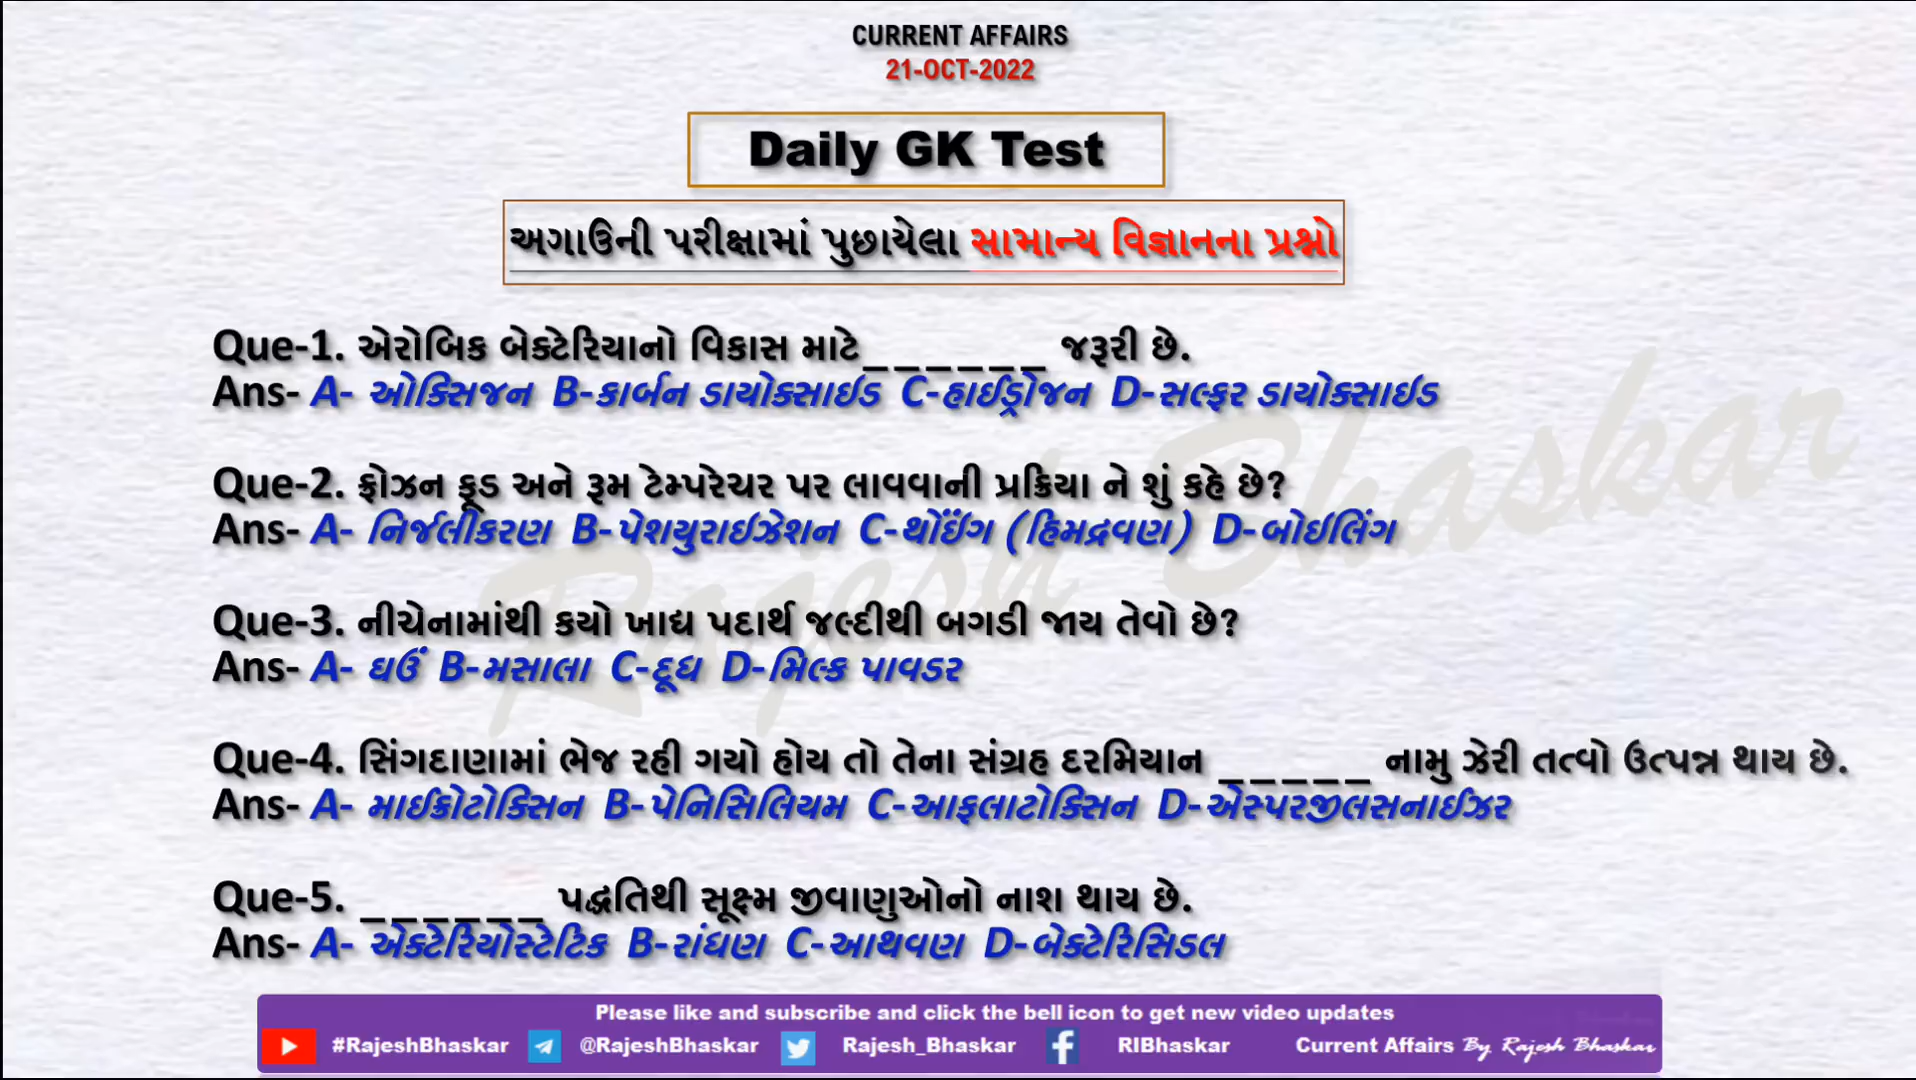 CURRENT AFFAIRS
21-OCT-2022
Daily GK Test
અગાઉની પરીક્ષામાં પુછાયેલા સામાન્ય વિજ્ઞાનના પ્રશ્નો
Que-1. એરોબિક બેક્ટેરિયાનો વિકાસ માટે______ જરૂરી છે.
Ans- A- ઓક્સિજન B-કાર્બન ડાયોક્સાઈડ C-હાઈડ્રોજન D-સલ્ફર ડાયોક્સાઈડ
Que-2. ફ્રોઝન ફૂડ અને રૂમ ટેમ્પરેચર પર લાવવાની પ્રક્રિયા ને શું કહે છે?
Ans- A- નિર્જલીકરણ B-પેશયુરાઈઝેશન C-થોંઈંગ (હિમદ્રવણ) D-બોઈલિંગ
Que-3. નીચેનામાંથી કયો ખાદ્ય પદાર્થ જલ્દીથી બગડી જાય તેવો છે?
Ans- A- ઘઉં B-મસાલા C-દૂધ D-મિલ્ક પાવડર
Que-4. સિંગદાણામાં ભેજ રહી ગયો હોય તો તેના સંગ્રહ દરમિયાન _____ નામુ ઝેરી તત્વો ઉત્પન્ન થાય છે.
Ans- A- માઈક્રોટોક્સિન B-પેનિસિલિયમ C-આફલાટોક્સિન D-એસ્પરજીલસનાઈઝર
Que-5. ______ પદ્ધતિથી સૂક્ષ્મ જીવાણુઓનો નાશ થાય છે.
Ans- A- એક્ટેરિયોસ્ટેટિક B-રાંધણ C-આથવણ D-બેક્ટેરિસિડલ
Rajesh Bhaskar
Please like and subscribe and click the bell icon to get new video updates
#RajeshBhaskar @RajeshBhaskar Rajesh_Bhaskar RIBhaskar Current Affairs By Rajesh Bhaskar